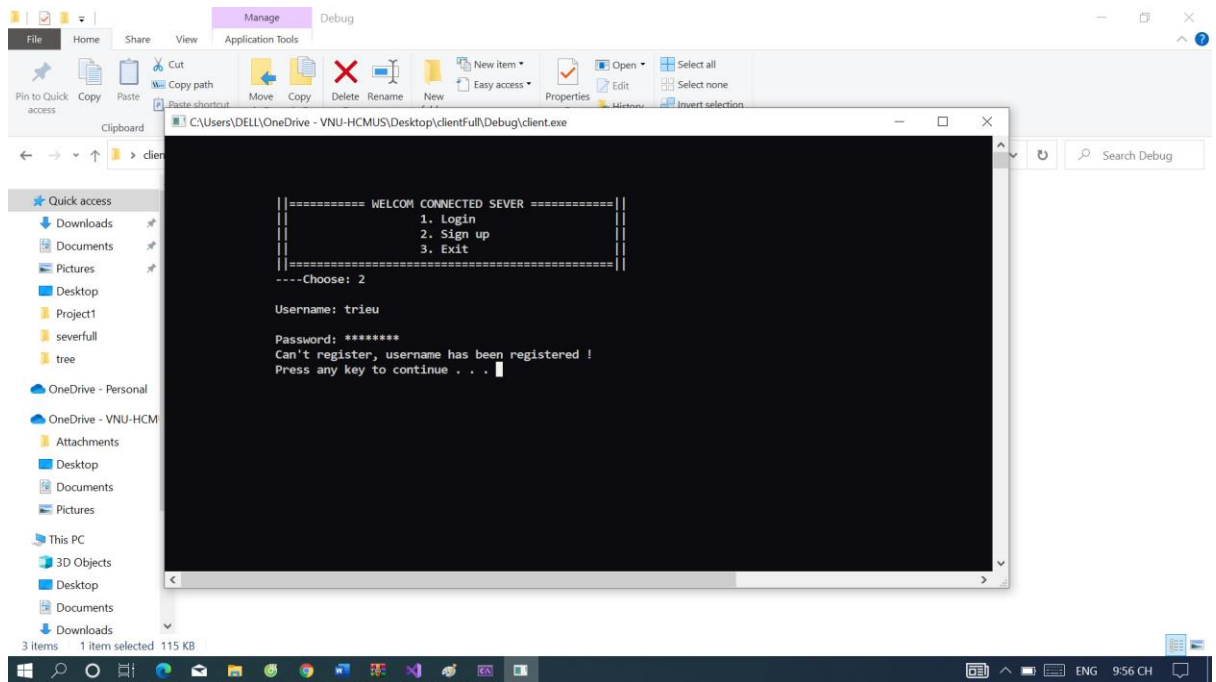 Manage Debug
File Home Share View Application Tools
Pin to Quick access
Copy
Paste
Cut
Copy path
Paste shortcut
Move
Copy
Delete
Rename
New
New item
Easy access
Properties
Open
Edit
History
Select all
Select none
Invert selection
Clipboard
C:\Users\DELL\OneDrive - VNU-HCMUS\Desktop\clientFull\Debug\client.exe
Search Debug
||=========== WELCOM CONNECTED SEVER ============||
|| 1. Login ||
|| 2. Sign up ||
|| 3. Exit ||
||===============================================||
----Choose: 2
Username: trieu
Password: ********
Can't register, username has been registered !
Press any key to continue . . .
Quick access
Downloads
Documents
Pictures
Desktop
Project1
severfull
tree
OneDrive - Personal
OneDrive - VNU-HCM
Attachments
Desktop
Documents
Pictures
This PC
3D Objects
Desktop
Documents
Downloads
3 items 1 item selected 115 KB
ENG 9:56 CH